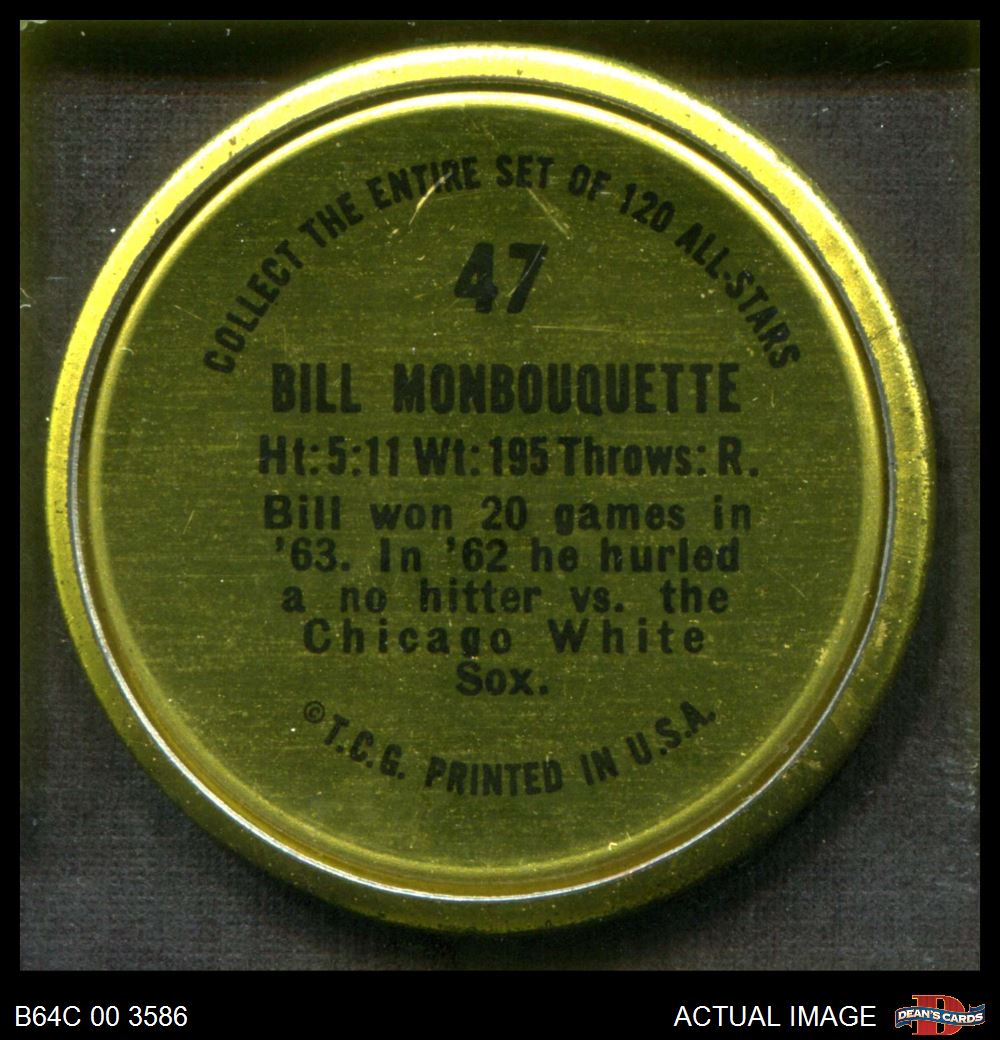 COLLECT THE ENTIRE SET OF 120 ALL-STARS
47
BILL MONBOUQUETTE
Ht: 5:11 Wt: 195 Throws: R.
Bill won 20 games in
'63. In '62 he hurled
a no hitter vs. the
Chicago White
Sox.
© T.C.G. PRINTED IN U.S.A.
B64C 00 3586
ACTUAL IMAGE
D
DEAN'S CARDS